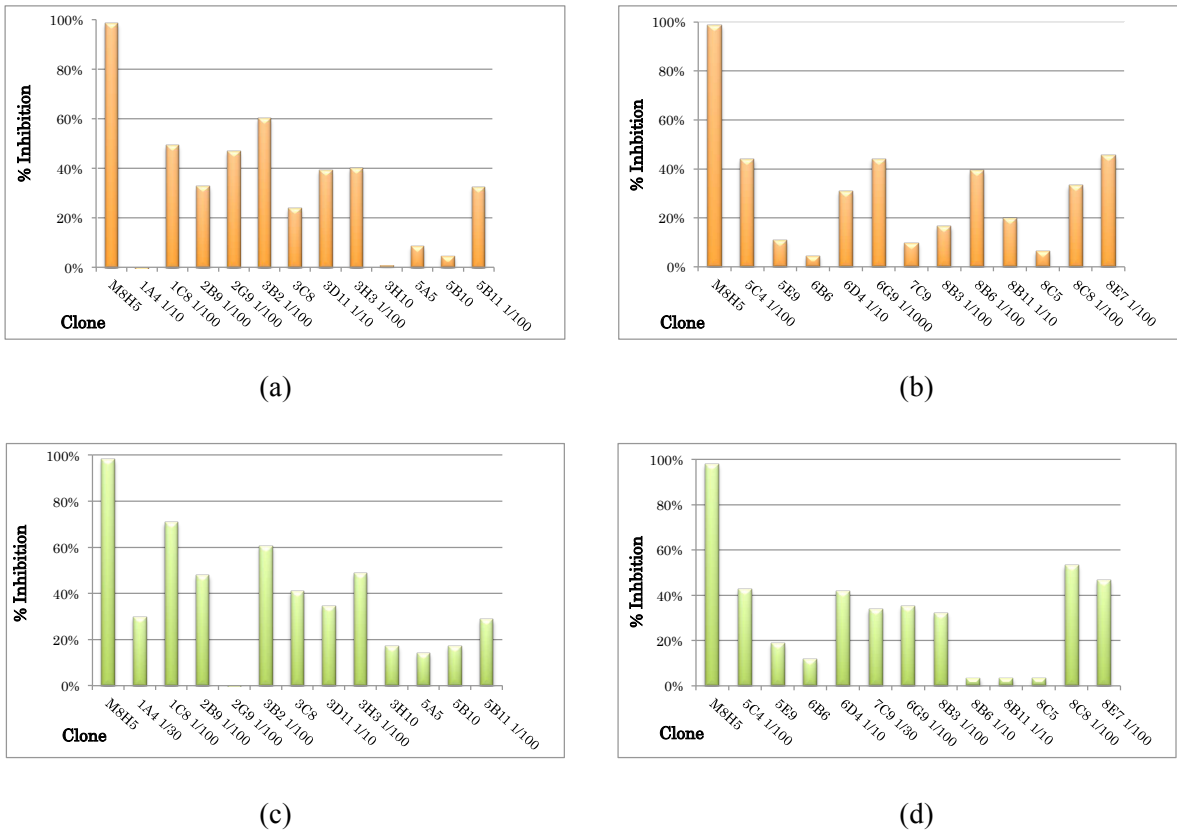 100%
80%
60%
40%
20%
0%
% Inhibition
M8H5
1A4 1/10
1C8 1/100
2B9 1/100
2G9 1/100
3B2 1/100
3C8
3D11 1/10
3H3 1/100
3H10
5A5
5B10
5B11 1/100
Clone
(a)
100%
80%
60%
40%
20%
0%
% Inhbition
M8H5
5C4 1/100
5E9
6B6
6D4 1/10
6G9 1/1000
7C9
8B3 1/100
8B6 1/100
8B11 1/10
8C5
8C8 1/100
8E7 1/100
Clone
(b)
100%
80%
60%
40%
20%
0%
% Inhibition
M8H5
1A4 1/30
1C8 1/100
2B9 1/100
2G9 1/100
3B2 1/100
3C8
3D11 1/10
3H3 1/100
3H10
5A5
5B10
5B11 1/100
Clone
(c)
100%
80%
60%
40%
20%
0%
% Inhbition
M8H5
5C4 1/100
5E9
6B6
6D4 1/10
7C9 1/30
6G9 1/100
8B3 1/100
8B6 1/10
8B11 1/10
8C5
8C8 1/100
8E7 1/100
Clone
(d)